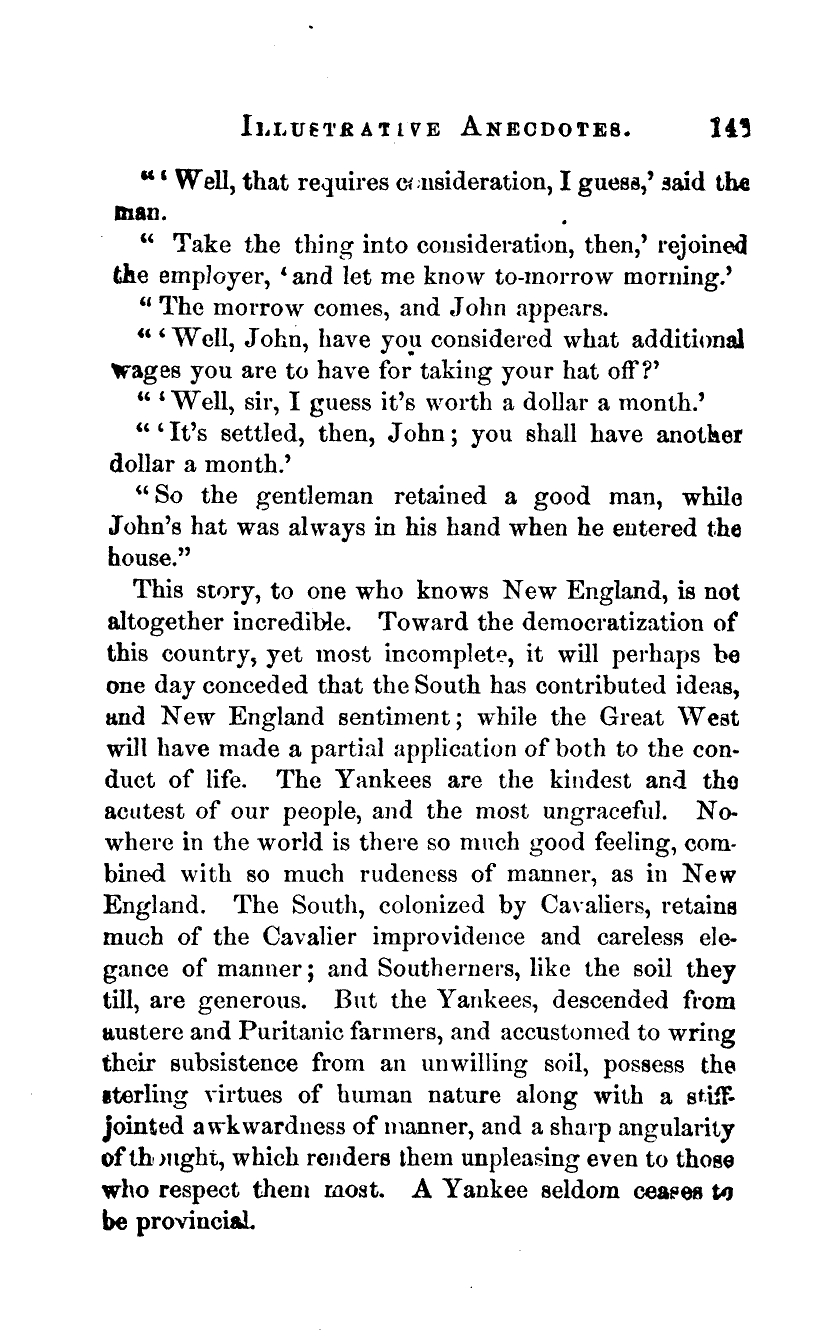 ILLUSTRATIVE ANECDOTES. 143
“‘Well, that requires consideration, I guess,’ said the
man.
“ Take the thing into consideration, then,’ rejoined
the employer, ‘and let me know to-morrow morning.’
“The morrow comes, and John appears.
“‘Well, John, have you considered what additional
wages you are to have for taking your hat off?’
“‘Well, sir, I guess it’s worth a dollar a month.’
“‘It’s settled, then, John; you shall have another
dollar a month.’
“So the gentleman retained a good man, while
John’s hat was always in his hand when he entered the
house.”
This story, to one who knows New England, is not
altogether incredible. Toward the democratization of
this country, yet most incomplete, it will perhaps be
one day conceded that the South has contributed ideas,
and New England sentiment; while the Great West
will have made a partial application of both to the con-
duct of life. The Yankees are the kindest and the
acutest of our people, and the most ungraceful. No-
where in the world is there so much good feeling, com-
bined with so much rudeness of manner, as in New
England. The South, colonized by Cavaliers, retains
much of the Cavalier improvidence and careless ele-
gance of manner; and Southerners, like the soil they
till, are generous. But the Yankees, descended from
austere and Puritanic farmers, and accustomed to wring
their subsistence from an unwilling soil, possess the
sterling virtues of human nature along with a stiff-
jointed awkwardness of manner, and a sharp angularity
of thought, which renders them unpleasing even to those
who respect them most. A Yankee seldom ceases to
be provincial.